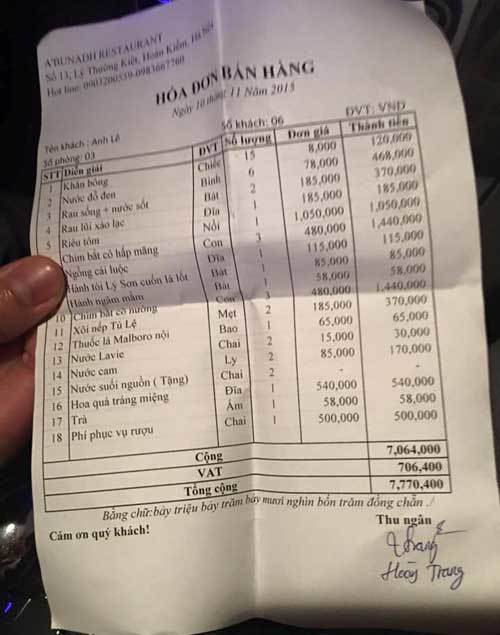 A'BUNADH RESTAURANT
Số 13, Lý Thường Kiệt, Hoàn Kiếm, Hà Nội
Hot line: 0903200559-0983667760
HÓA ĐƠN BÁN HÀNG
Ngày 10 tháng 11 Năm 2015
Tên khách : Anh Lê Số khách: 06 ĐVT: VNĐ
Số phòng: 03
STT Diễn giải ĐVT Số lượng Đơn giá Thành tiền
1 Khăn bông Chiếc 15 8,000 120,000
2 Nước đỗ đen Bình 6 78,000 468,000
3 Rau sống + nước sốt Bát 2 185,000 370,000
4 Rau lủi xào lạc Đĩa 1 185,000 185,000
5 Riêu tôm Nồi 1 1,050,000 1,050,000
Chim bát cỏ hấp măng Con 3 480,000 1,440,000
Ngồng cải luộc Đĩa 1 115,000 115,000
Hành tỏi Lý Sơn cuốn lá lốt Bát 1 85,000 85,000
Hành ngâm mắm Bát 1 58,000 58,000
10 Chim bát cỏ nướng Con 3 480,000 1,440,000
11 Xôi nếp Tú Lệ Mẹt 2 185,000 370,000
12 Thuốc lá Malboro nội Bao 1 65,000 65,000
13 Nước Lavie Chai 2 15,000 30,000
14 Nước cam Ly 2 85,000 170,000
15 Nước suối nguồn ( Tặng) Chai 2 - -
16 Hoa quả tráng miệng Đĩa 1 540,000 540,000
17 Trà Ấm 1 58,000 58,000
18 Phí phục vụ rượu Chai 1 500,000 500,000
Cộng 7,064,000
VAT 706,400
Tổng cộng 7,770,400
Bằng chữ: bảy triệu bảy trăm bảy mươi nghìn bốn trăm đồng chẵn ./
Cảm ơn quý khách! Thu ngân
Trang
Hoàng Trang